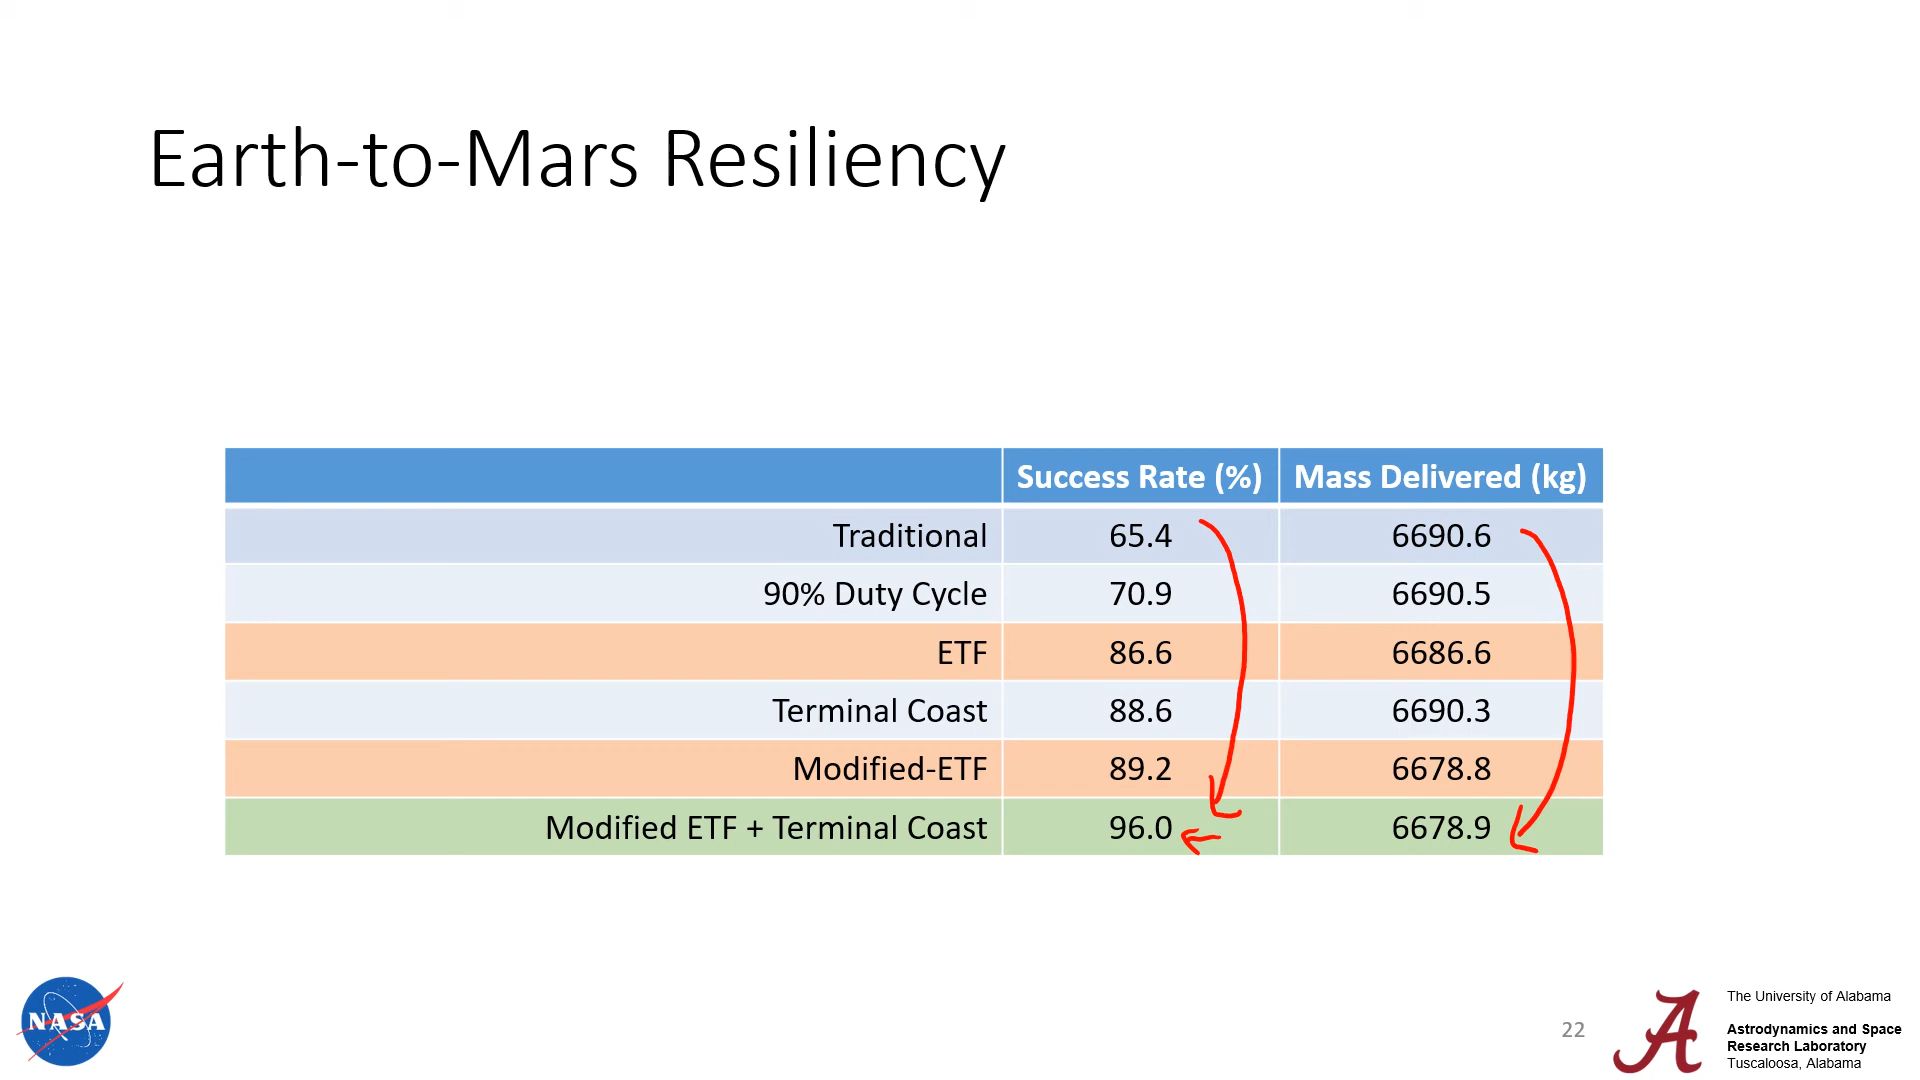 Earth-to-Mars Resiliency
Success Rate (%) Mass Delivered (kg)
Traditional 65.4 6690.6
90% Duty Cycle 70.9 6690.5
ETF 86.6 6686.6
Terminal Coast 88.6 6690.3
Modified-ETF 89.2 6678.8
Modified ETF + Terminal Coast 96.0 6678.9
NASA
22
A
The University of Alabama
Astrodynamics and Space
Research Laboratory
Tuscaloosa, Alabama